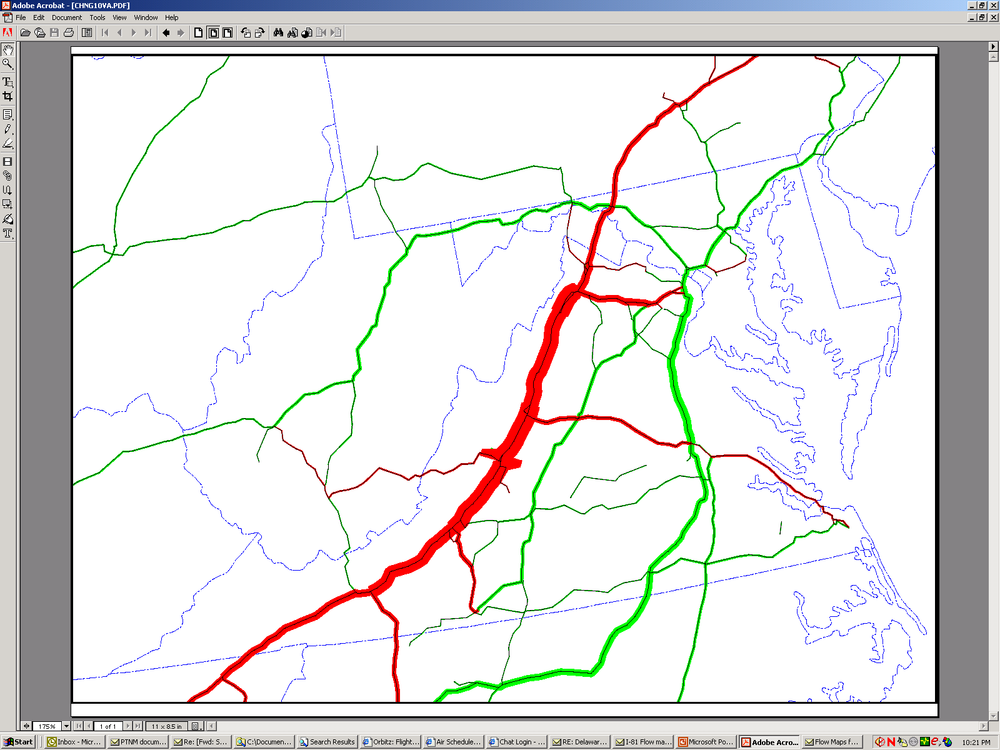 Adobe Acrobat - [CHNG10VA.PDF]
File Edit Document Tools View Window Help
175% 1 of 1 11 x 8.5 in
Start Inbox - Micr... PTNM docum... Re: [Fwd: S... C:\Documen... Search Results Orbitz: Flight... Air Schedule... Chat Login - ... RE: Delawar... I-81 Flow ma... Microsoft Po... Adobe Acro... Flow Maps f... 10:21 PM